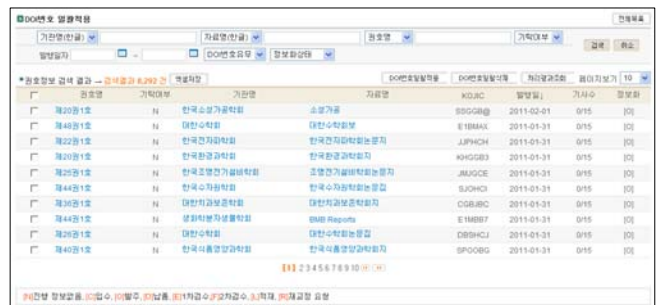 DOI번호 일괄적용
전체목록
기관명(한글) 자료명(한글) 권호명 기탁여부
발행일자 ~ DOI번호유무 정보화상태 검색 취소
*권호정보 검색 결과 → 검색결과 8,292 건 엑셀저장 DOI번호일괄적용 DOI번호일괄삭제 처리결과조회 페이지보기 10
권호명 기탁여부 기관명 자료명 KOJIC 발행일↓ 기사수 정보화
제20권1호 N 한국소성가공학회 소성가공 SSGGB@ 2011-02-01 0/15 [O]
제48권1호 N 대한수학회 대한수학회보 E1BMAX 2011-01-31 0/15 [O]
제22권1호 N 한국전자파학회 한국전자파학회논문지 JJPHCH 2011-01-31 0/15 [O]
제20권1호 N 한국환경과학회 한국환경과학회지 KHGGB3 2011-01-31 0/15 [O]
제25권1호 N 한국조명전기설비학회 조명전기설비학회논문지 JMJGCE 2011-01-31 0/15 [O]
제44권1호 N 한국수자원학회 한국수자원학회논문집 SJOHCI 2011-01-31 0/15 [O]
제36권1호 N 대한치과보존학회 대한치과보존학회지 CGBJBC 2011-01-31 0/15 [O]
제44권1호 N 생화학분자생물학회 BMB Reports E1MBB7 2011-01-31 0/15 [O]
제26권1호 N 대한수학회 대한수학회논문집 DBSHCJ 2011-01-31 0/15 [O]
제40권1호 N 한국식품영양과학회 한국식품영양과학회지 SPOOBG 2011-01-31 0/15 [O]
[1] 2 3 4 5 6 7 8 9 10
[N]진행 정보없음, [C]입수, [O]발주, [D]납품, [E]1차검수, [F]2차검수, [L]적재, [R]재교정 요청